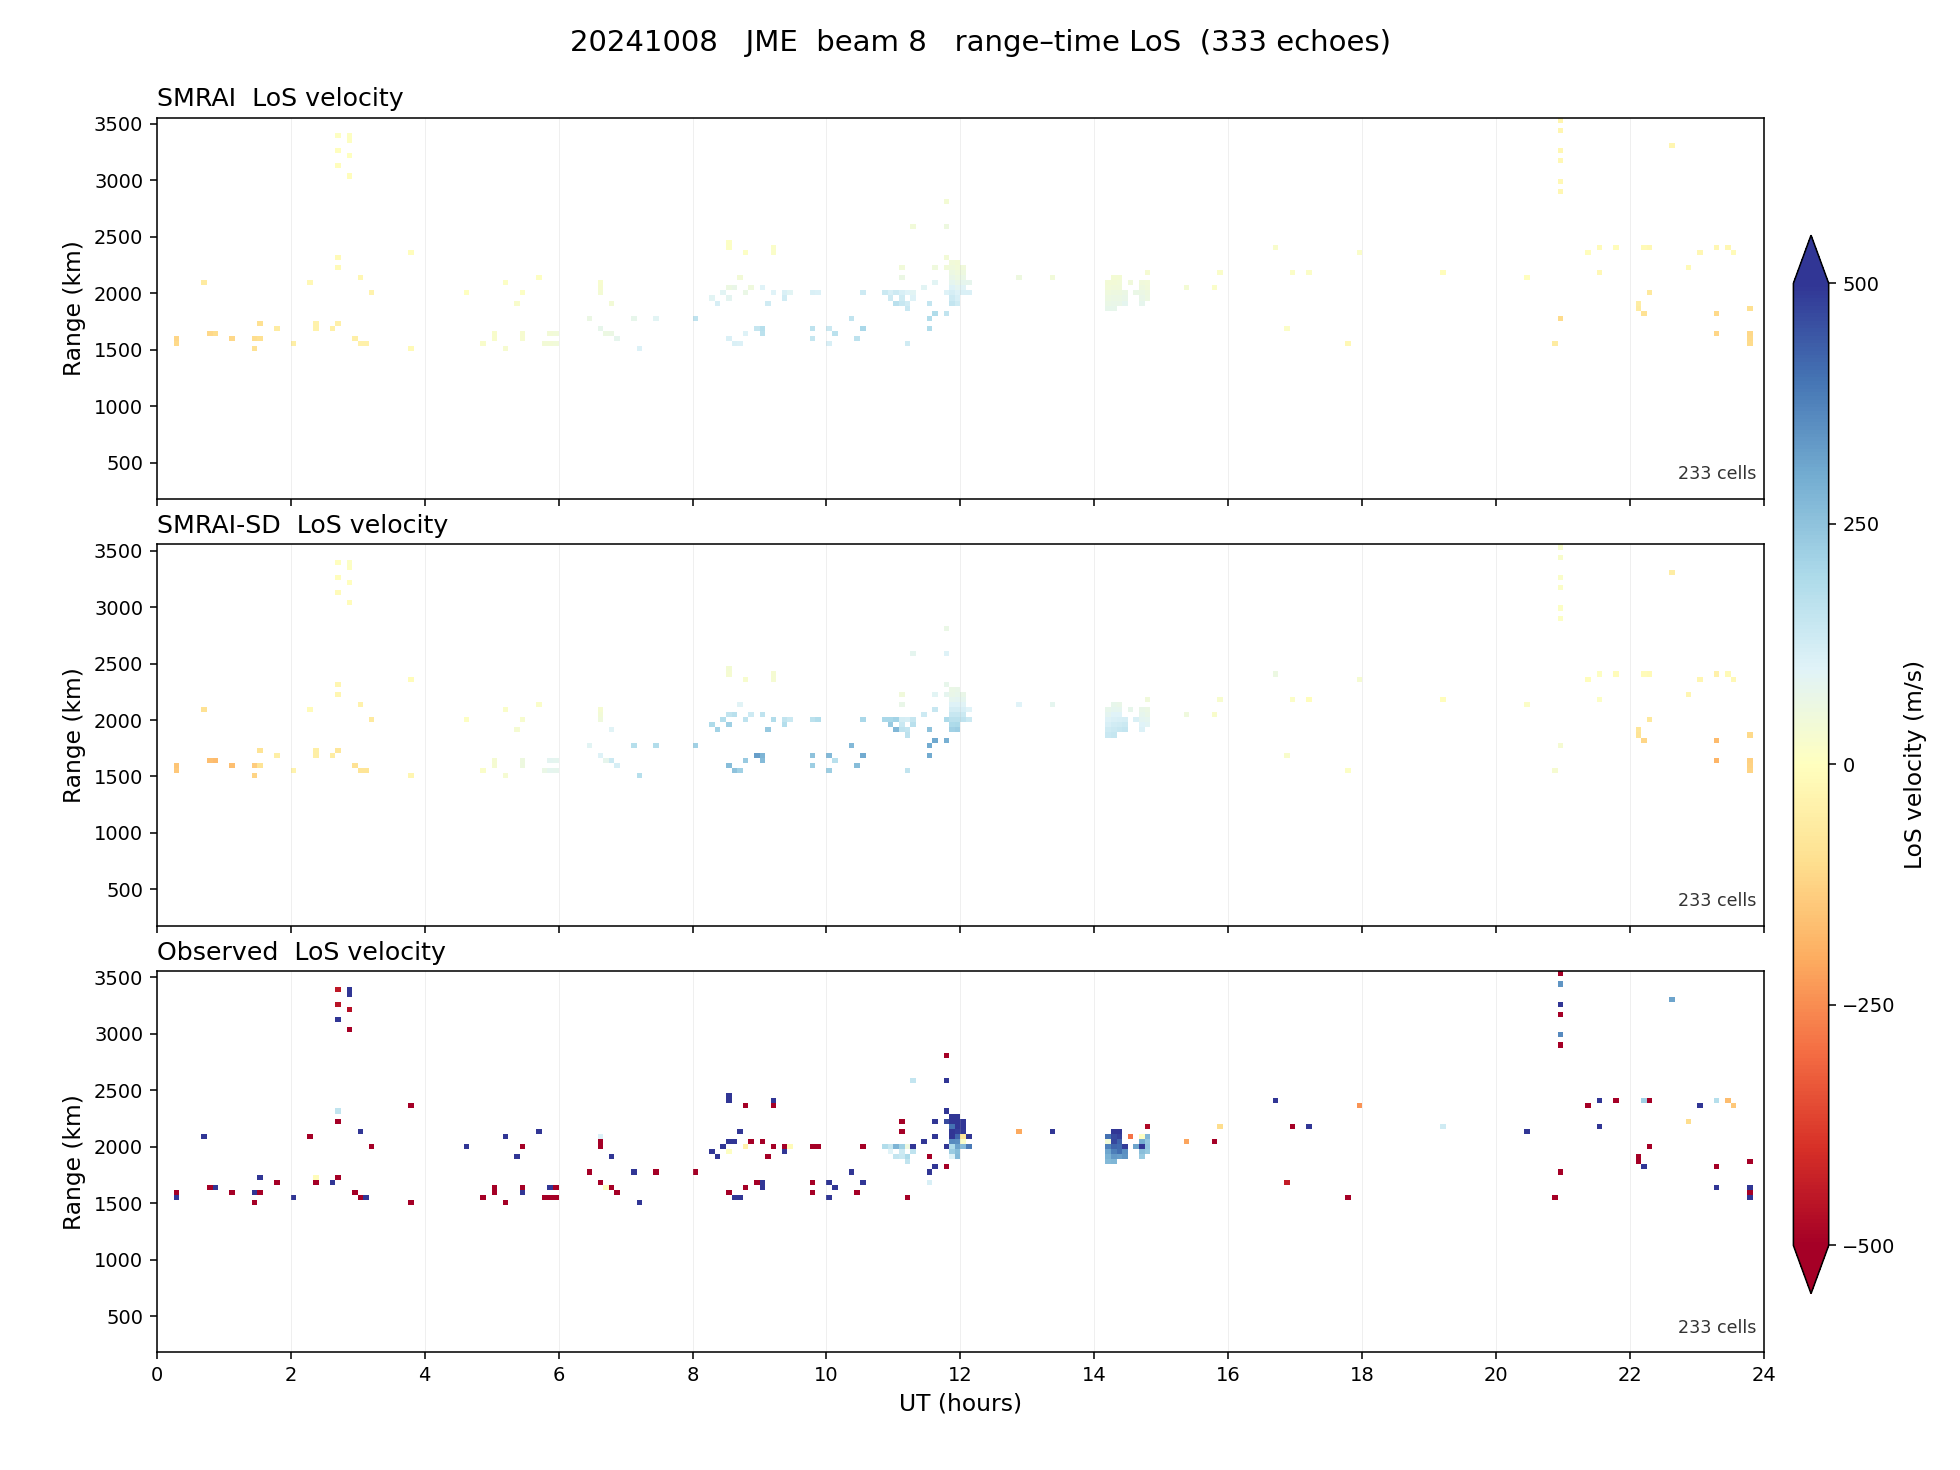 20241008   JME  beam 8   range–time LoS  (333 echoes)
SMRAI  LoS velocity
3500
3000
2500
2000
1500
1000
500
Range (km)
233 cells
SMRAI-SD  LoS velocity
3500
3000
2500
2000
1500
1000
500
Range (km)
233 cells
Observed  LoS velocity
3500
3000
2500
2000
1500
1000
500
Range (km)
233 cells
0 2 4 6 8 10 12 14 16 18 20 22 24
UT (hours)
500
250
0
−250
−500
LoS velocity (m/s)